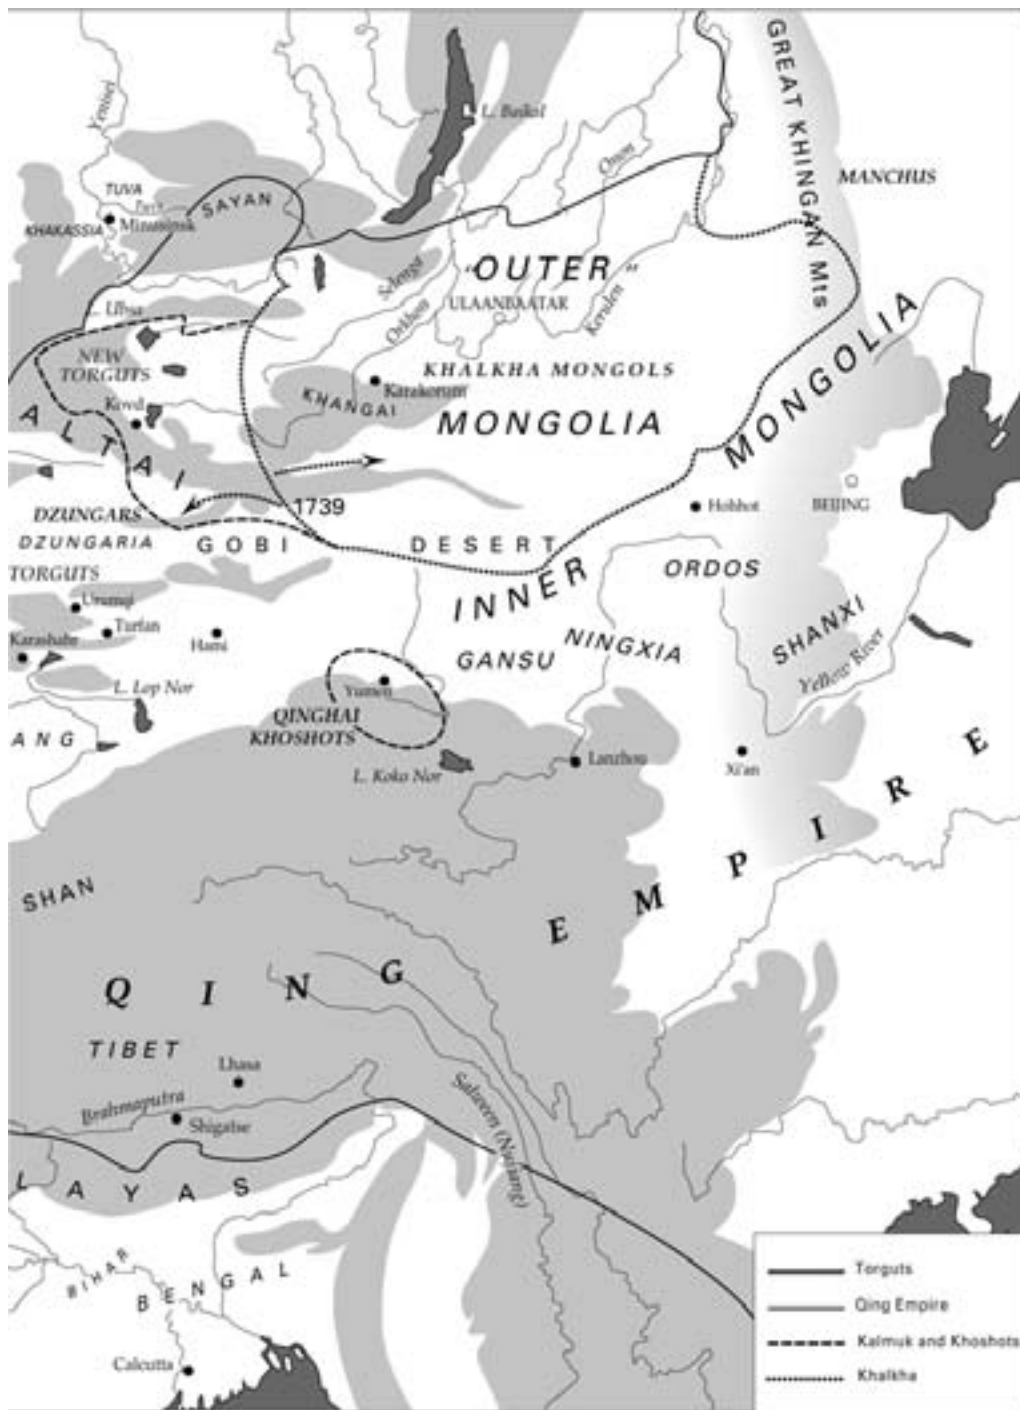 GREAT KHINGAN Mts
Yenisei
L. Baikal
Onon
MANCHUS
TUVA
SAYAN
KHAKASSIA
Minusinsk
"OUTER"
Selenga
ULAANBAATAR
Orkhon
Kerulen
L. Ubsa
NEW
TORGUTS
KHALKHA MONGOLS
Karakorum
KHANGAI
MONGOLIA
Kovd
ALTAI
MONGOLIA
1739
Hohhot
BEIJING
DZUNGARS
DZUNGARIA
GOBI
DESERT
TORGUTS
INNER
ORDOS
Urumqi
Turfan
Karashahr
Hami
NINGXIA
GANSU
SHANXI
Yellow River
L. Lop Nor
Yumen
QINGHAI
KHOSHOTS
ANG
L. Koko Nor
Lanzhou
Xi'an
SHAN
QING
EMPIRE
TIBET
Lhasa
Brahmaputra
Shigatse
Salween (Nujiang)
LAYAS
BIHAR
BENGAL
Calcutta
Torguts
Qing Empire
Kalmuk and Khoshots
Khalkha